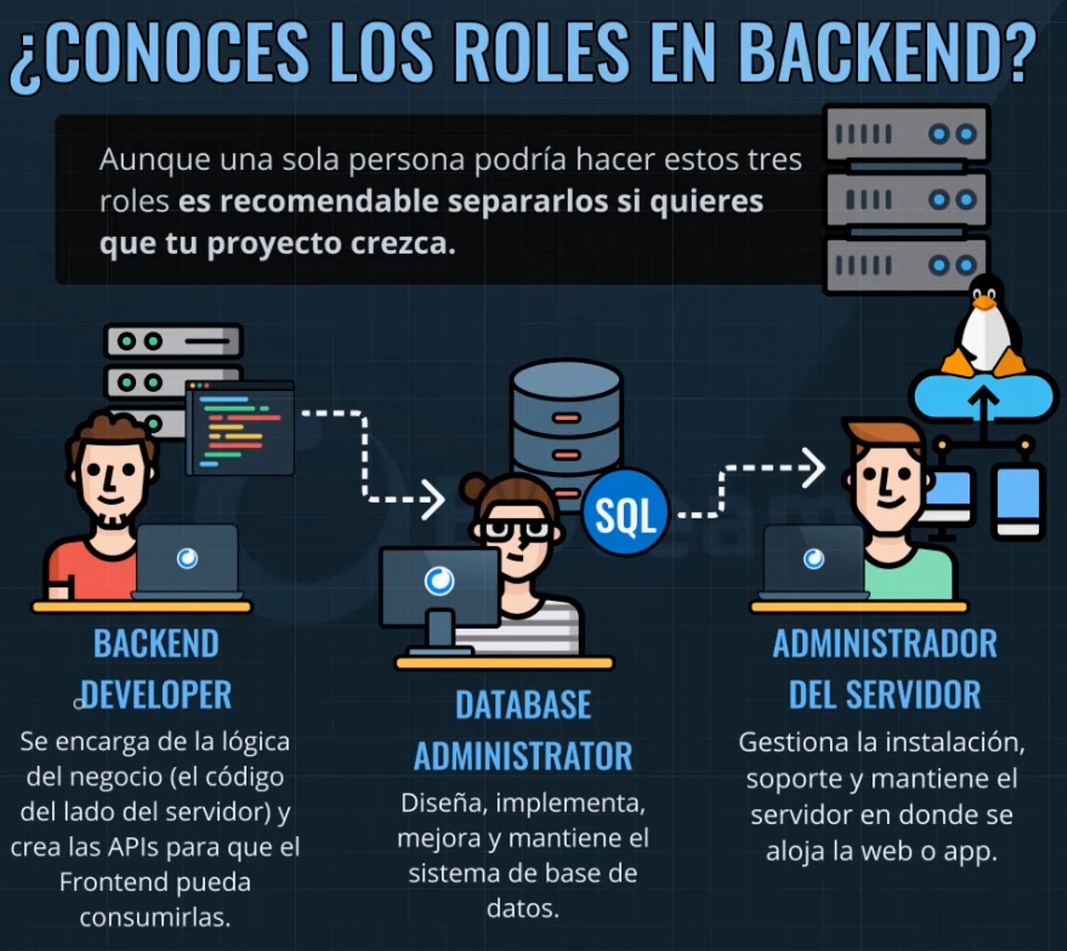 ¿CONOCES LOS ROLES EN BACKEND?
Aunque una sola persona podría hacer estos tres
roles es recomendable separarlos si quieres
que tu proyecto crezca.
SQL
BACKEND
DEVELOPER
Se encarga de la lógica
del negocio (el código
del lado del servidor) y
crea las APIs para que el
Frontend pueda
consumirlas.
DATABASE
ADMINISTRATOR
Diseña, implementa,
mejora y mantiene el
sistema de base de
datos.
ADMINISTRADOR
DEL SERVIDOR
Gestiona la instalación,
soporte y mantiene el
servidor en donde se
aloja la web o app.